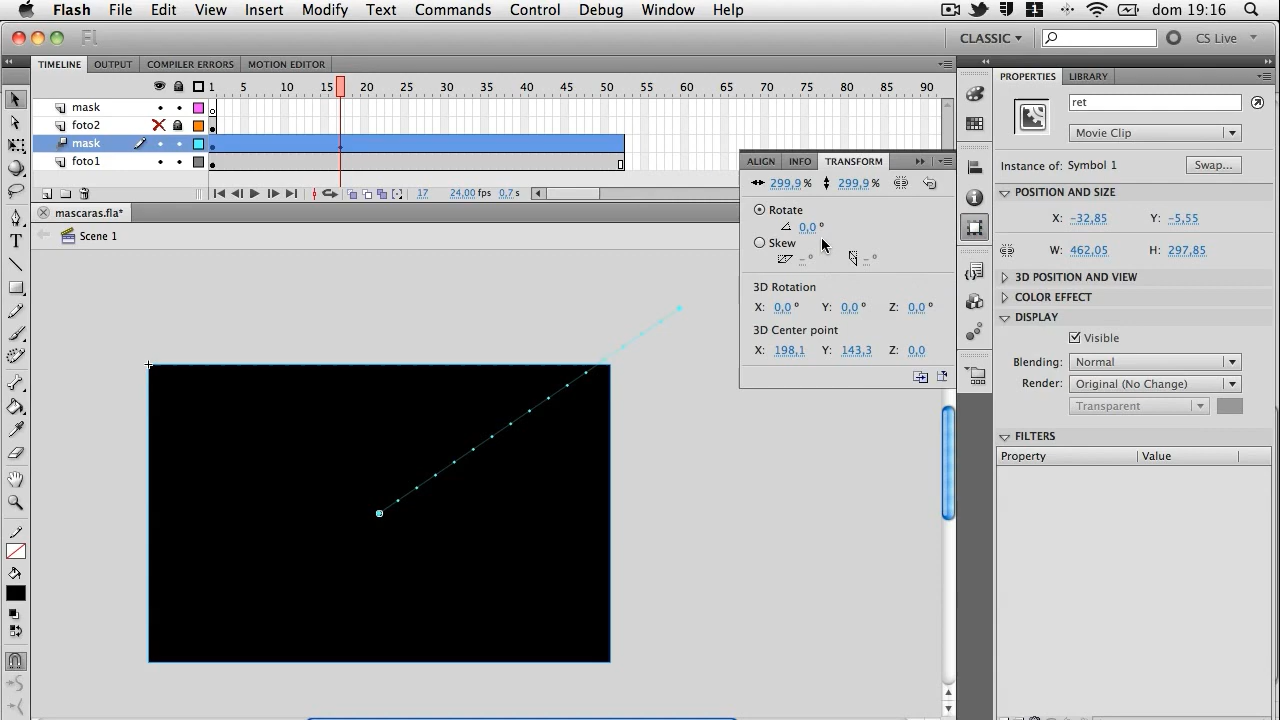 Flash File Edit View Insert Modify Text Commands Control Debug Window Help dom 19:16
Fl CLASSIC CS Live
TIMELINE OUTPUT COMPILER ERRORS MOTION EDITOR
PROPERTIES LIBRARY
1 5 10 15 20 25 30 35 40 45 50 55 60 65 70 75 80 85 90
mask
foto2
mask
foto1
17 24,00 fps 0,7 s
mascaras.fla*
Scene 1
ALIGN INFO TRANSFORM
299,9 % 299,9 %
Rotate
0,0 °
Skew
- ° - °
3D Rotation
X: 0,0 ° Y: 0,0 ° Z: 0,0 °
3D Center point
X: 198,1 Y: 143,3 Z: 0,0
ret
Movie Clip
Instance of: Symbol 1 Swap...
POSITION AND SIZE
X: -32,85 Y: -5,55
W: 462,05 H: 297,85
3D POSITION AND VIEW
COLOR EFFECT
DISPLAY
Visible
Blending: Normal
Render: Original (No Change)
Transparent
FILTERS
Property Value